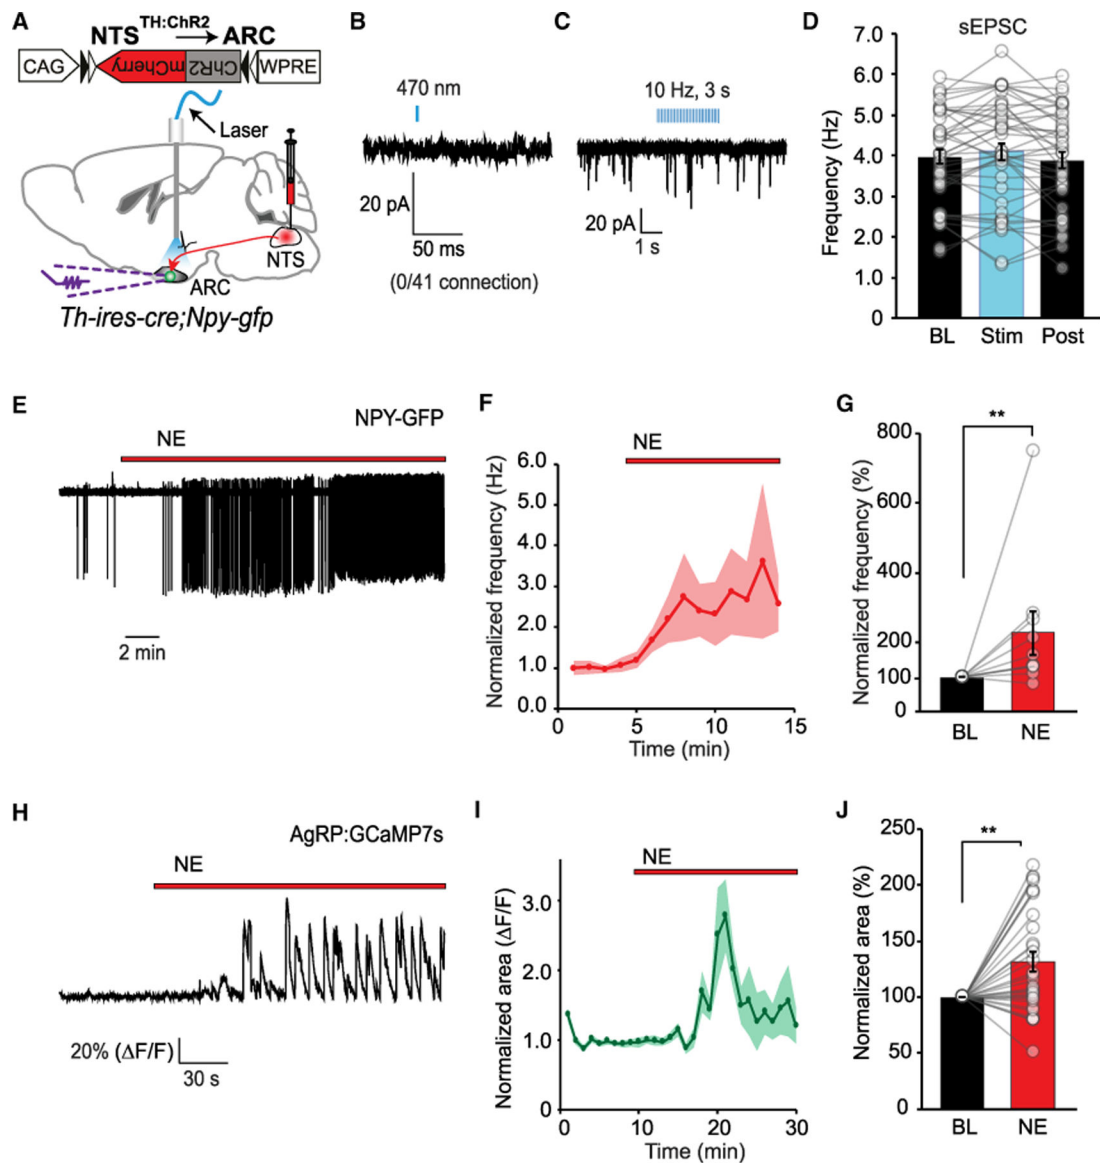 A
NTS TH:ChR2 ARC
CAG mCherry ChR2 WPRE
Laser
NTS
ARC
Th-ires-cre;Npy-gfp
B
470 nm
20 pA
50 ms
(0/41 connection)
C
10 Hz, 3 s
20 pA
1 s
D
sEPSC
Frequency (Hz)
7.0
6.0
5.0
4.0
3.0
2.0
1.0
0
BL Stim Post
E
NPY-GFP
NE
2 min
F
NE
Normalized frequency (Hz)
6.0
5.0
4.0
3.0
2.0
1.0
0.0
0 5 10 15
Time (min)
G
**
Normalized frequency (%)
800
600
400
200
100
0
BL NE
H
AgRP:GCaMP7s
NE
20% (ΔF/F)
30 s
I
NE
Normalized area (ΔF/F)
3.0
2.0
1.0
0
0 10 20 30
Time (min)
J
**
Normalized area (%)
250
200
150
100
50
0
BL NE